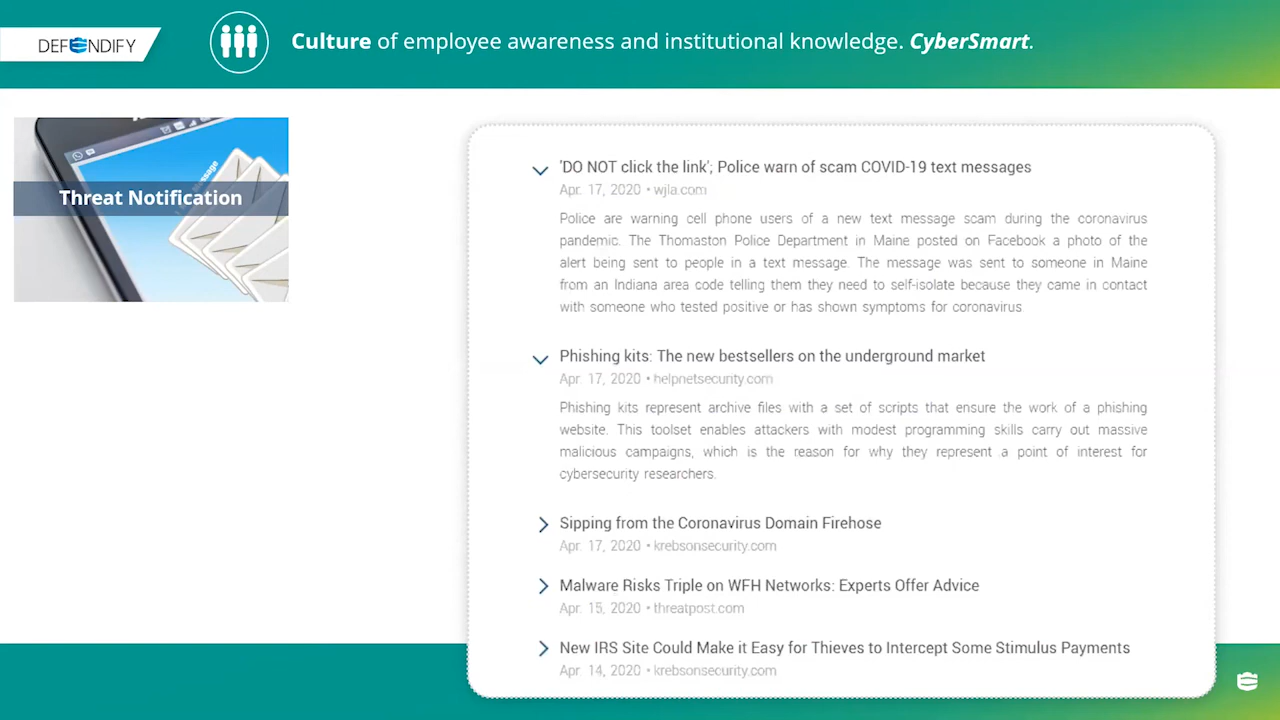 DEFENDIFY
Culture of employee awareness and institutional knowledge. CyberSmart.
Threat Notification
'DO NOT click the link'; Police warn of scam COVID-19 text messages
Apr. 17, 2020 • wjla.com
Police are warning cell phone users of a new text message scam during the coronavirus
pandemic. The Thomaston Police Department in Maine posted on Facebook a photo of the
alert being sent to people in a text message. The message was sent to someone in Maine
from an Indiana area code telling them they need to self-isolate because they came in contact
with someone who tested positive or has shown symptoms for coronavirus
Phishing kits: The new bestsellers on the underground market
Apr. 17, 2020 • helpnetsecurity.com
Phishing kits represent archive files with a set of scripts that ensure the work of a phishing
website. This toolset enables attackers with modest programming skills carry out massive
malicious campaigns, which is the reason for why they represent a point of interest for
cybersecurity researchers.
Sipping from the Coronavirus Domain Firehose
Apr. 17, 2020 • krebsonsecurity.com
Malware Risks Triple on WFH Networks: Experts Offer Advice
Apr. 15, 2020 • threatpost.com
New IRS Site Could Make it Easy for Thieves to Intercept Some Stimulus Payments
Apr. 14, 2020 • krebsonsecurity.com